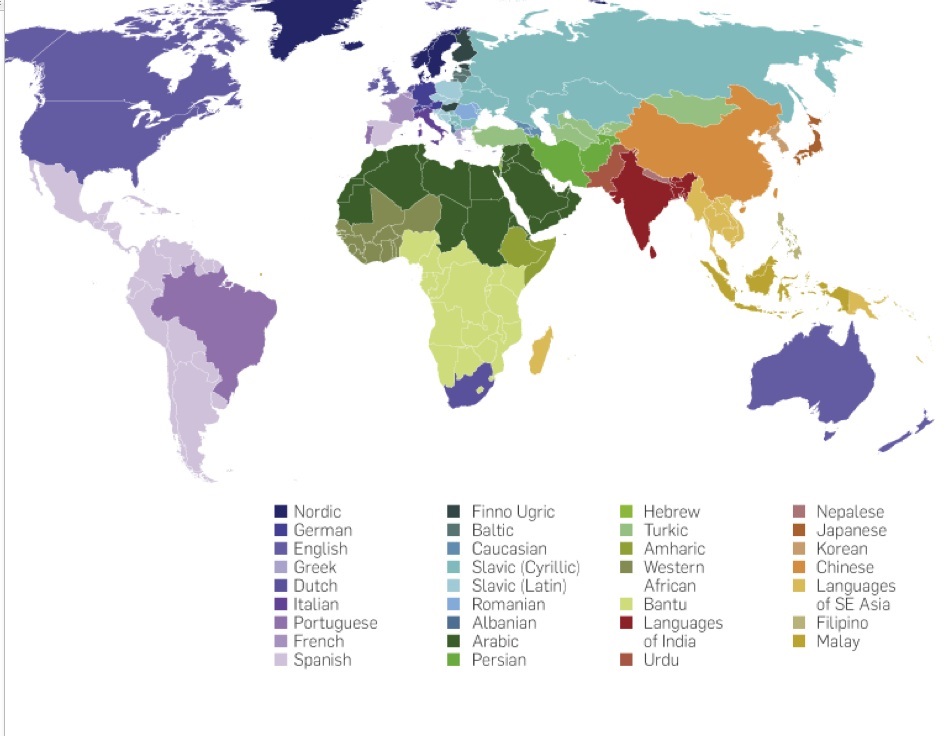 Nordic
German
English
Greek
Dutch
Italian
Portuguese
French
Spanish
Finno Ugric
Baltic
Caucasian
Slavic (Cyrillic)
Slavic (Latin)
Romanian
Albanian
Arabic
Persian
Hebrew
Turkic
Amharic
Western
African
Bantu
Languages
of India
Urdu
Nepalese
Japanese
Korean
Chinese
Languages
of SE Asia
Filipino
Malay